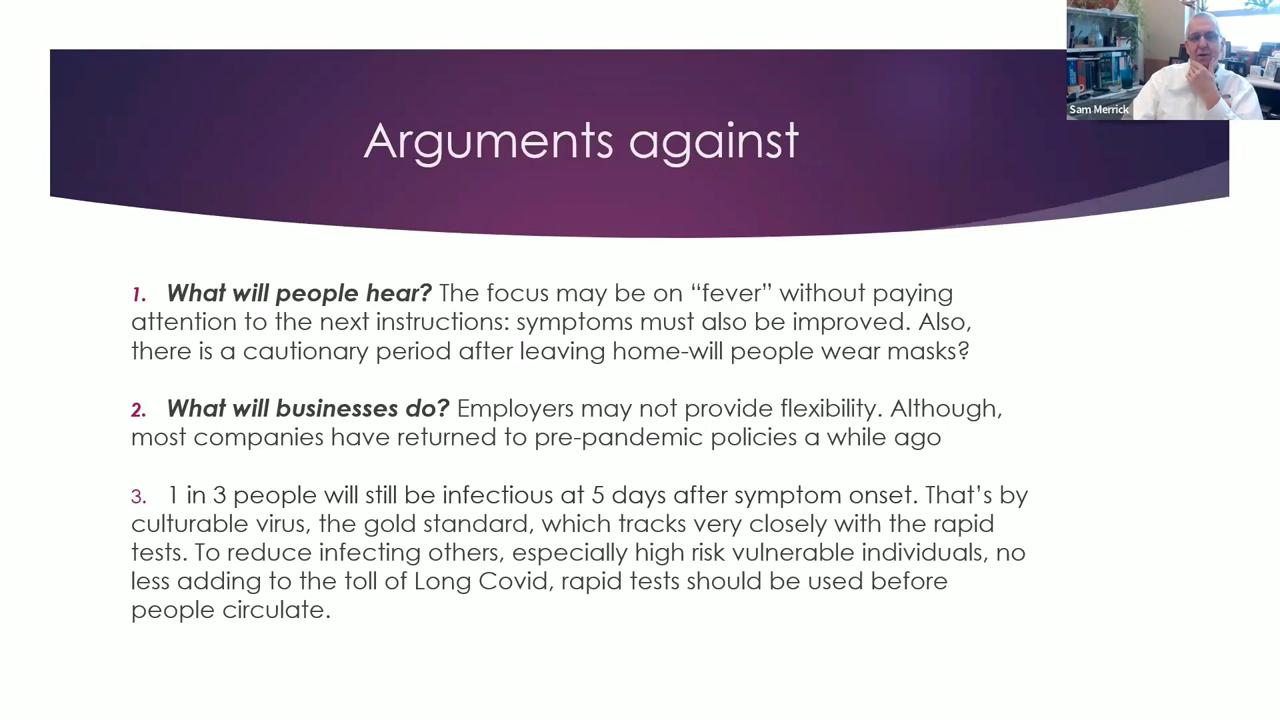 Sam Merrick
Arguments against
1. What will people hear? The focus may be on “fever” without paying
attention to the next instructions: symptoms must also be improved. Also,
there is a cautionary period after leaving home-will people wear masks?
2. What will businesses do? Employers may not provide flexibility. Although,
most companies have returned to pre-pandemic policies a while ago
3. 1 in 3 people will still be infectious at 5 days after symptom onset. That’s by
culturable virus, the gold standard, which tracks very closely with the rapid
tests. To reduce infecting others, especially high risk vulnerable individuals, no
less adding to the toll of Long Covid, rapid tests should be used before
people circulate.